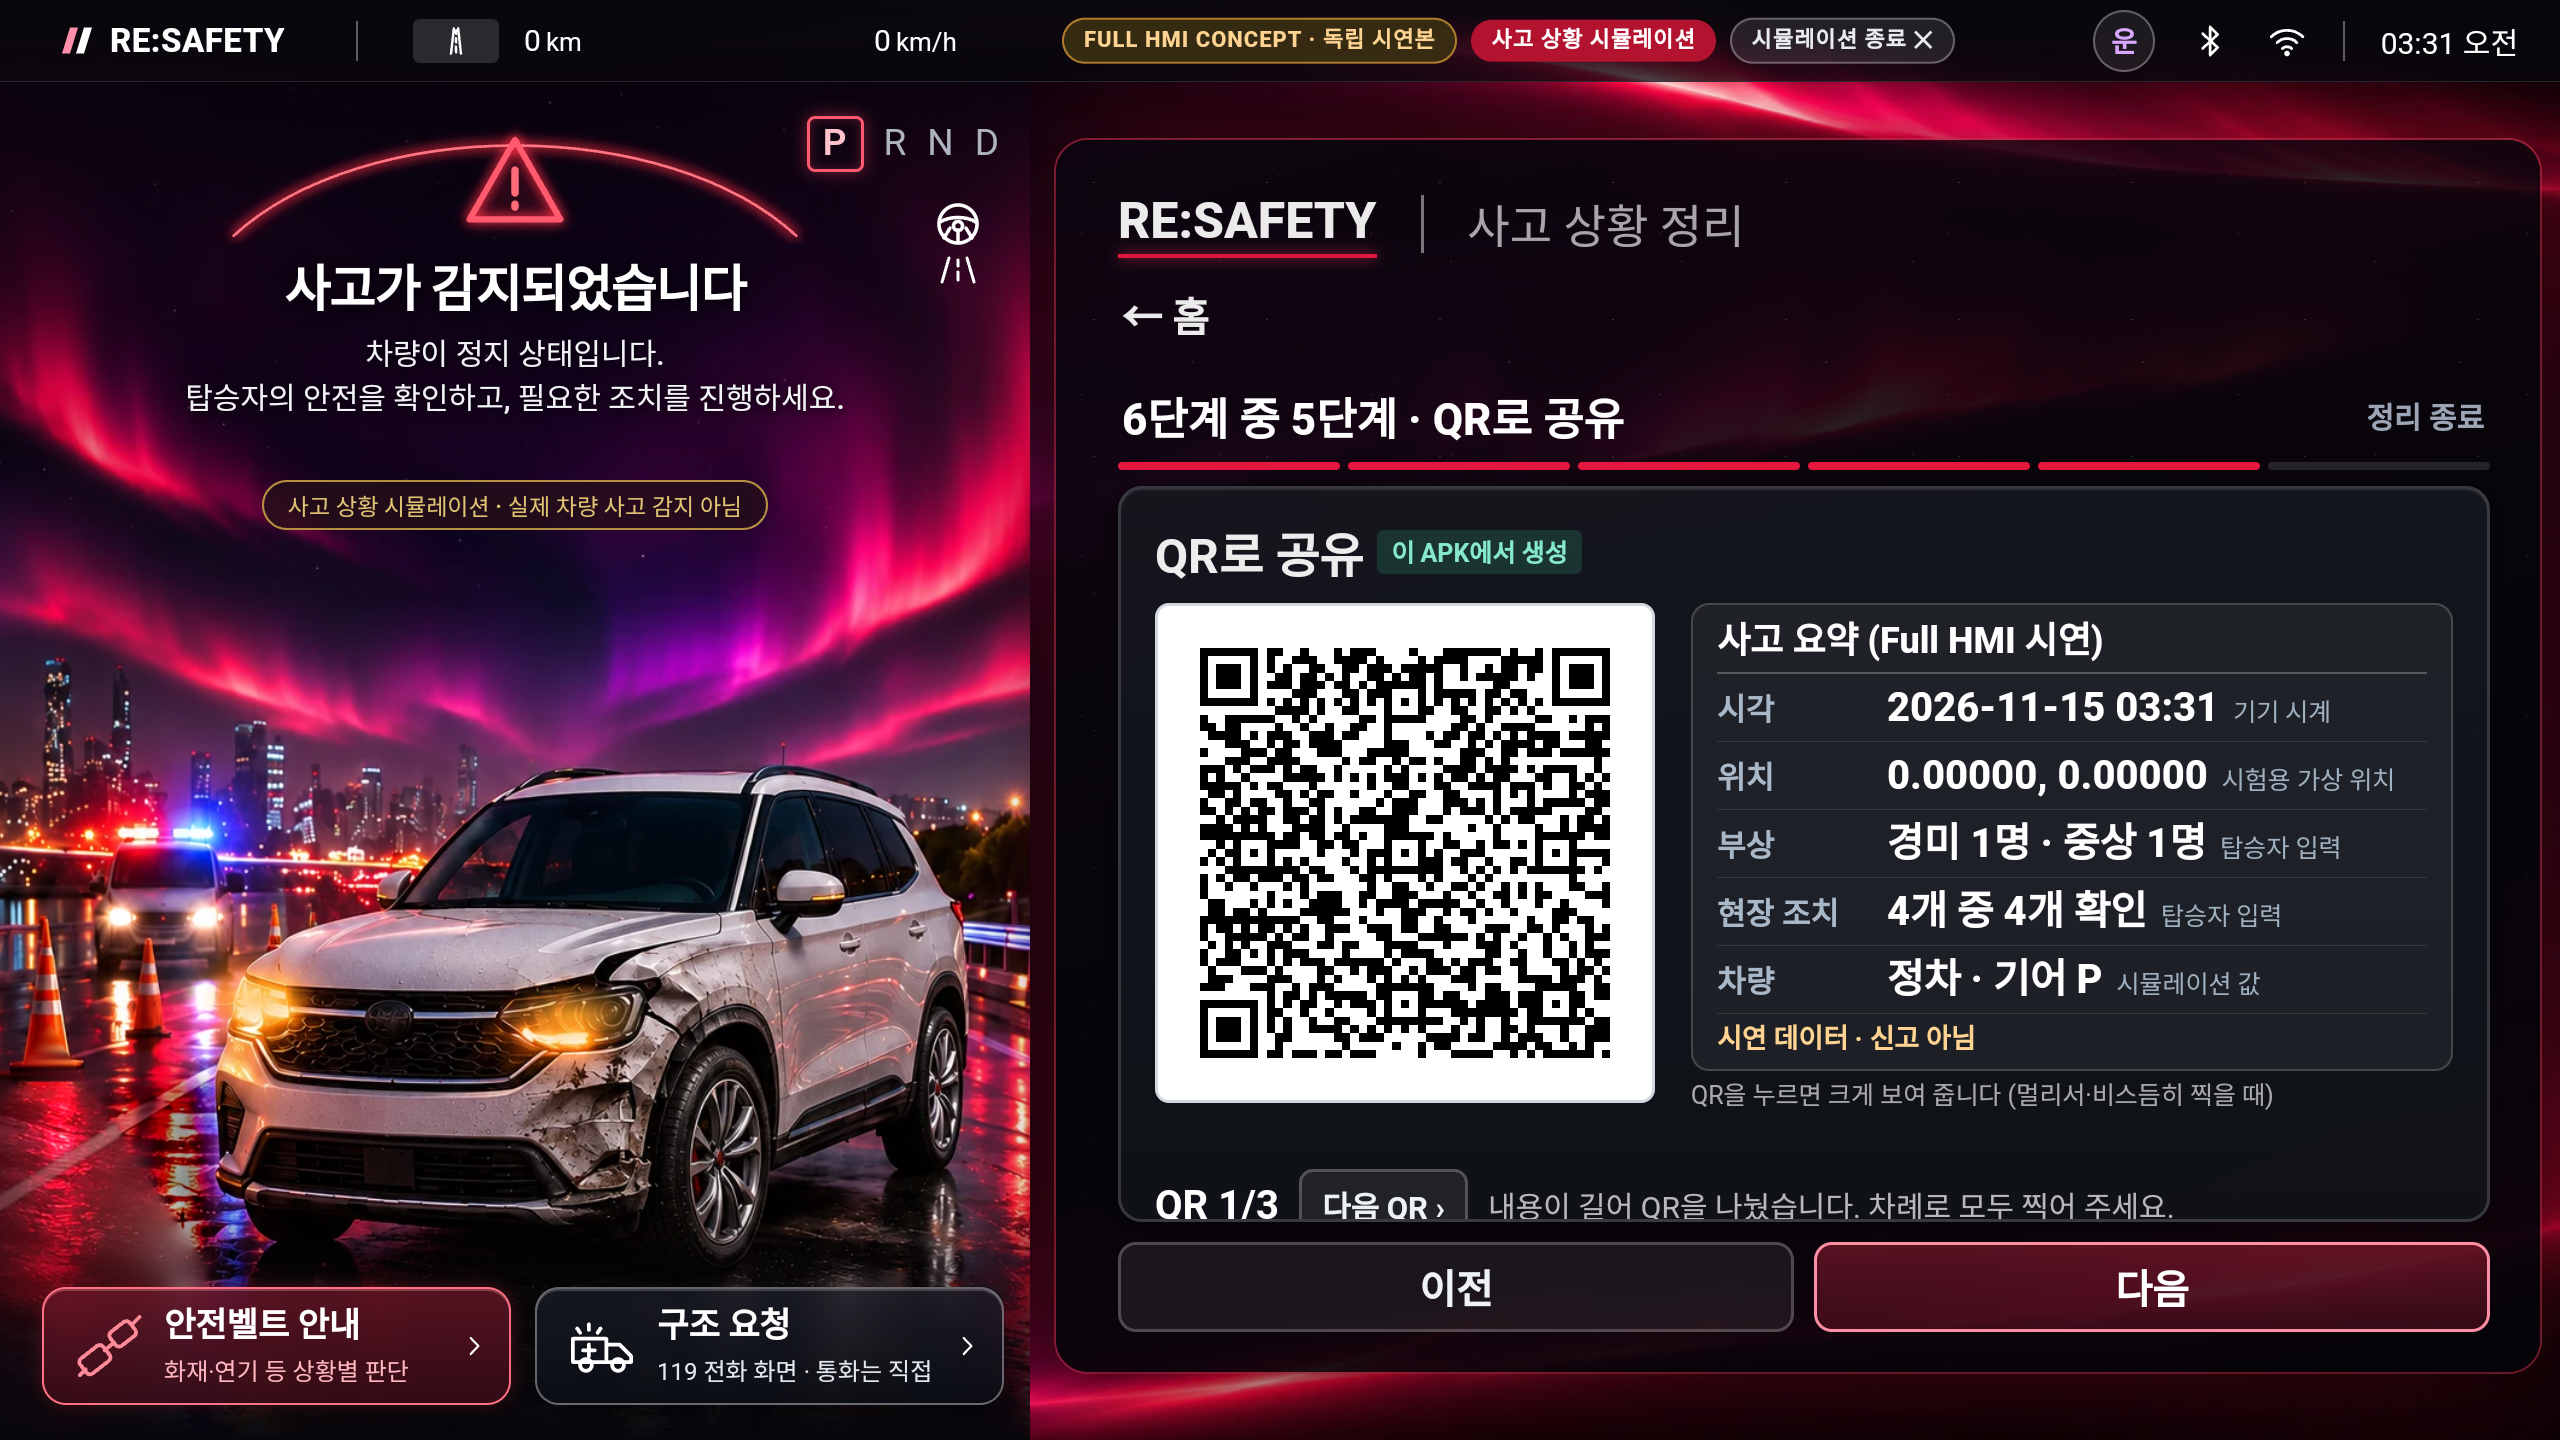 RE:SAFETY
0 km
0 km/h
FULL HMI CONCEPT · 독립 시연본
사고 상황 시뮬레이션
시뮬레이션 종료 ✕
운
03:31 오전
P R N D
사고가 감지되었습니다
차량이 정지 상태입니다.
탑승자의 안전을 확인하고, 필요한 조치를 진행하세요.
사고 상황 시뮬레이션 · 실제 차량 사고 감지 아님
안전벨트 안내
화재·연기 등 상황별 판단
구조 요청
119 전화 화면 · 통화는 직접
RE:SAFETY
사고 상황 정리
← 홈
6단계 중 5단계 · QR로 공유
정리 종료
QR로 공유
이 APK에서 생성
사고 요약 (Full HMI 시연)
시각 2026-11-15 03:31 기기 시계
위치 0.00000, 0.00000 시험용 가상 위치
부상 경미 1명 · 중상 1명 탑승자 입력
현장 조치 4개 중 4개 확인 탑승자 입력
차량 정차 · 기어 P 시뮬레이션 값
시연 데이터 · 신고 아님
QR을 누르면 크게 보여 줍니다 (멀리서·비스듬히 찍을 때)
QR 1/3
다음 QR ›
내용이 길어 QR을 나눴습니다. 차례로 모두 찍어 주세요.
이전
다음